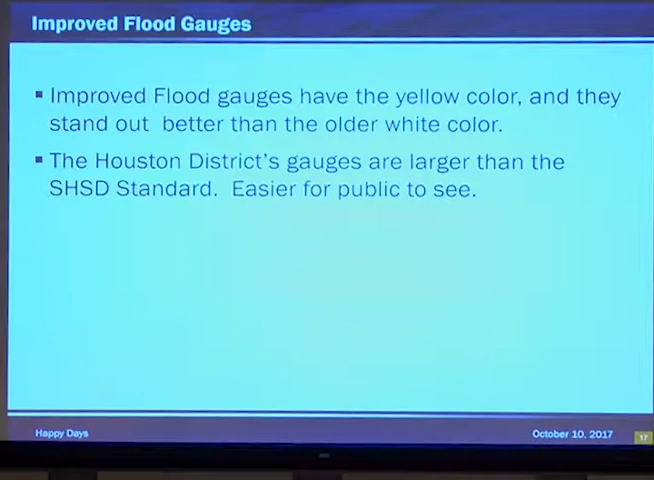 Improved Flood Gauges
▪ Improved Flood gauges have the yellow color, and they
stand out better than the older white color.
▪ The Houston District's gauges are larger than the
SHSD Standard. Easier for public to see.
Happy Days
October 10, 2017
17